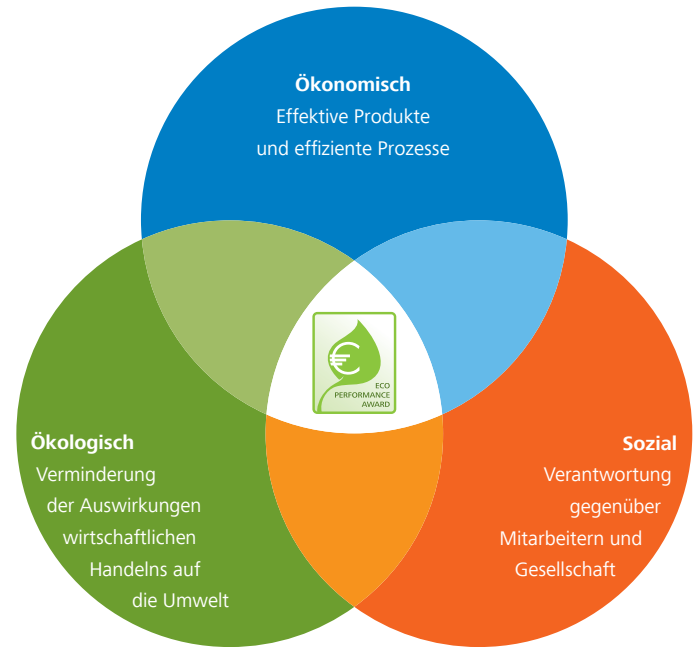 Ökonomisch
Effektive Produkte
und effiziente Prozesse
€
ECO
PERFORMANCE
AWARD
Ökologisch
Verminderung
der Auswirkungen
wirtschaftlichen
Handelns auf
die Umwelt
Sozial
Verantwortung
gegenüber
Mitarbeitern und
Gesellschaft